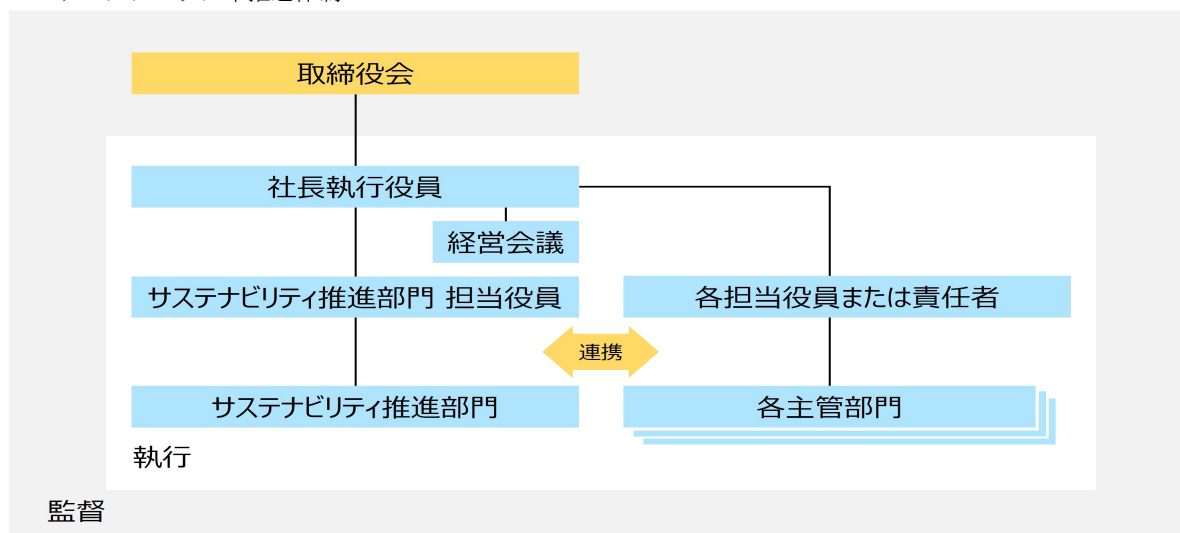 取締役会
社長執行役員
経営会議
サステナビリティ推進部門 担当役員
各担当役員または責任者
連携
サステナビリティ推進部門
各主管部門
執行
監督